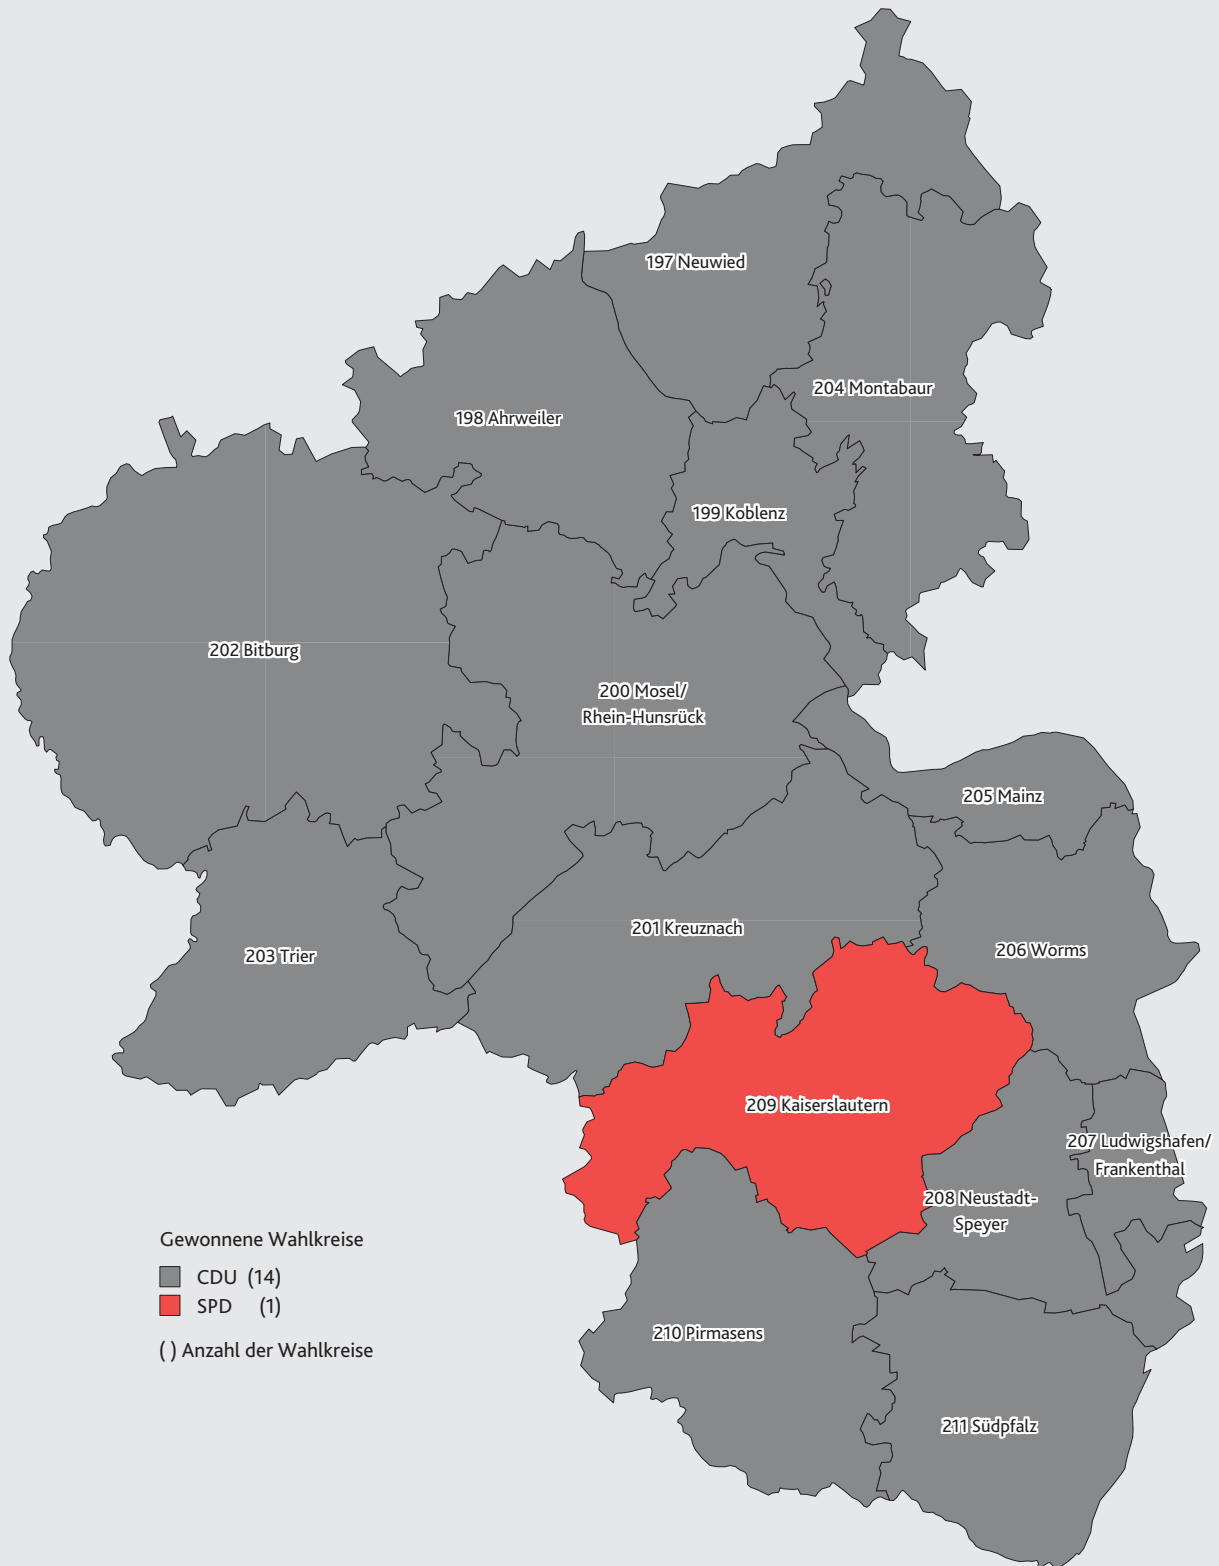 197 Neuwied
204 Montabaur
198 Ahrweiler
199 Koblenz
202 Bitburg
200 Mosel/
Rhein-Hunsrück
205 Mainz
201 Kreuznach
206 Worms
203 Trier
209 Kaiserslautern
207 Ludwigshafen/
Frankenthal
208 Neustadt-
Speyer
210 Pirmasens
211 Südpfalz
Gewonnene Wahlkreise
CDU (14)
SPD (1)
( ) Anzahl der Wahlkreise